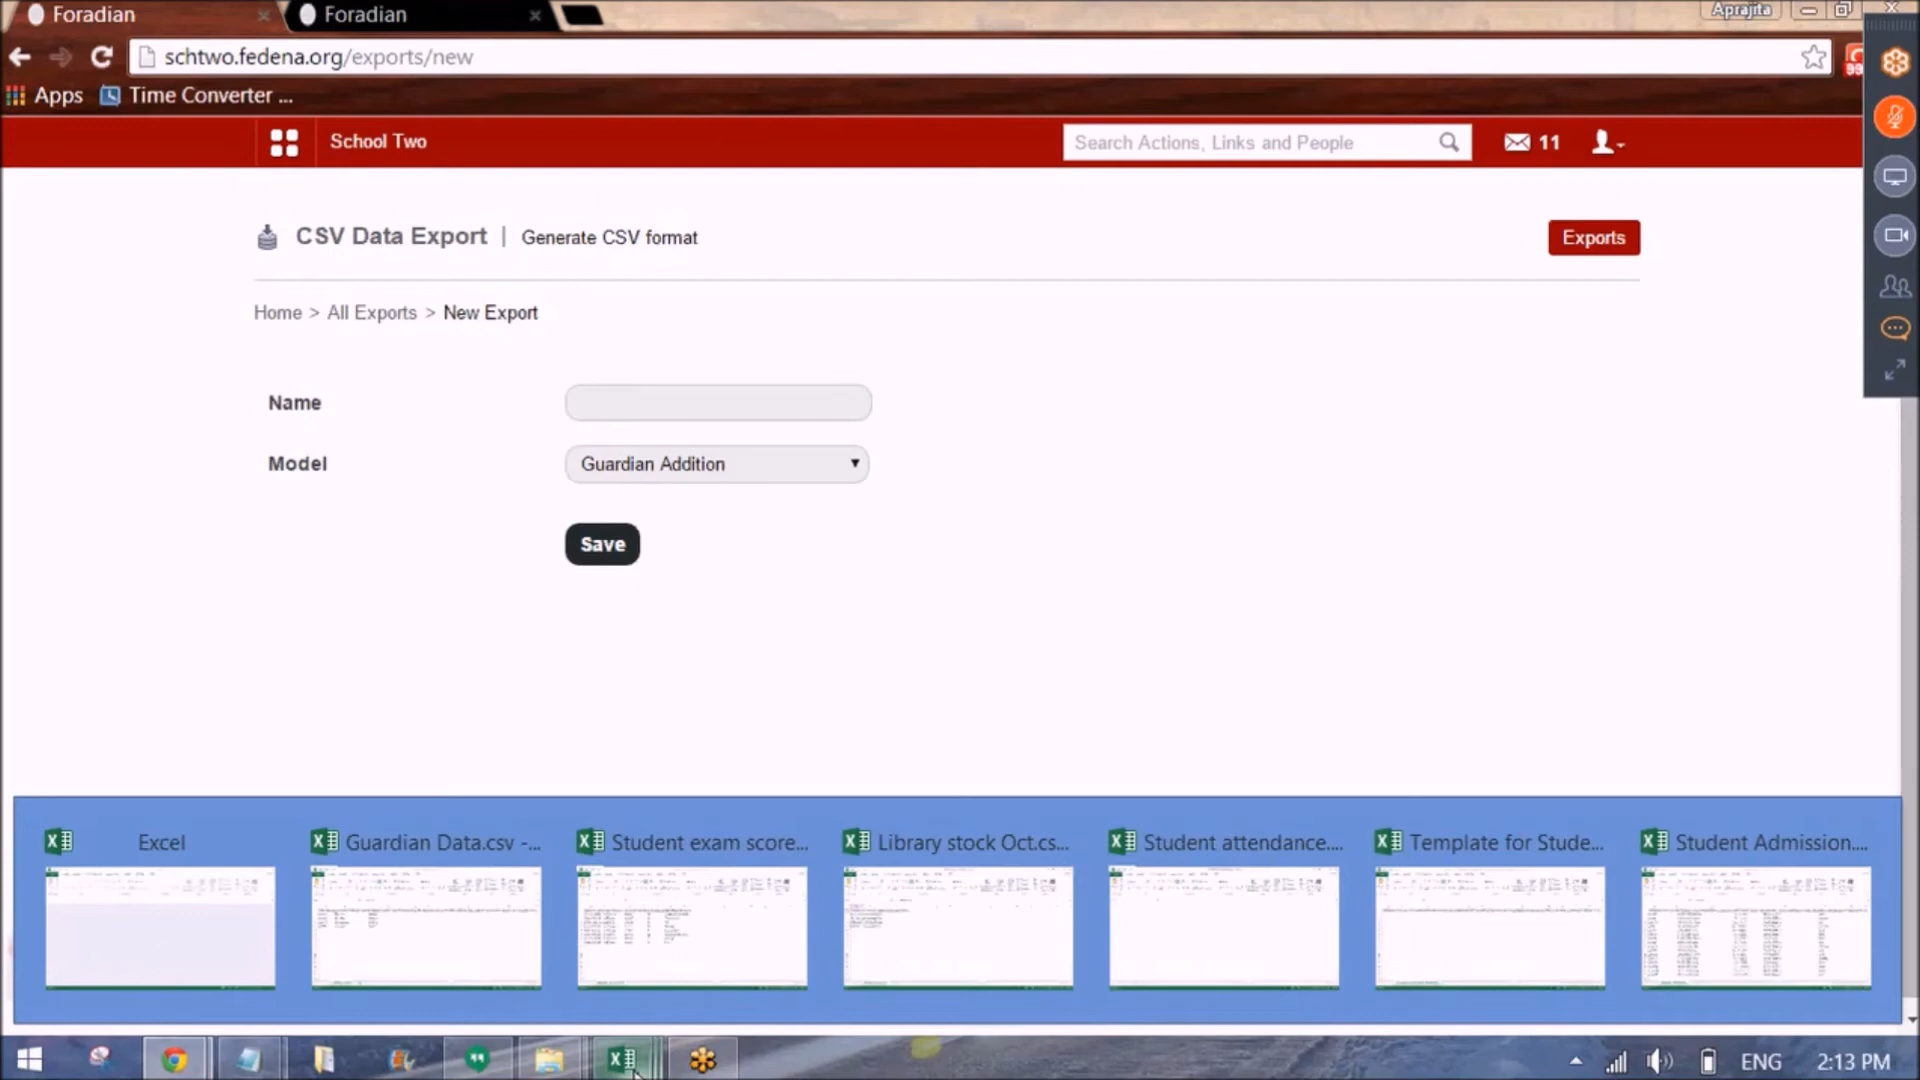 Foradian
Foradian
Aprajita
schtwo.fedena.org/exports/new
99
Apps
Time Converter ...
School Two
Search Actions, Links and People
11
CSV Data Export | Generate CSV format
Exports
Home > All Exports > New Export
Name
Model
Guardian Addition
Save
Excel
Guardian Data.csv -...
Student exam score...
Library stock Oct.cs...
Student attendance....
Template for Stude...
Student Admission....
ENG
2:13 PM